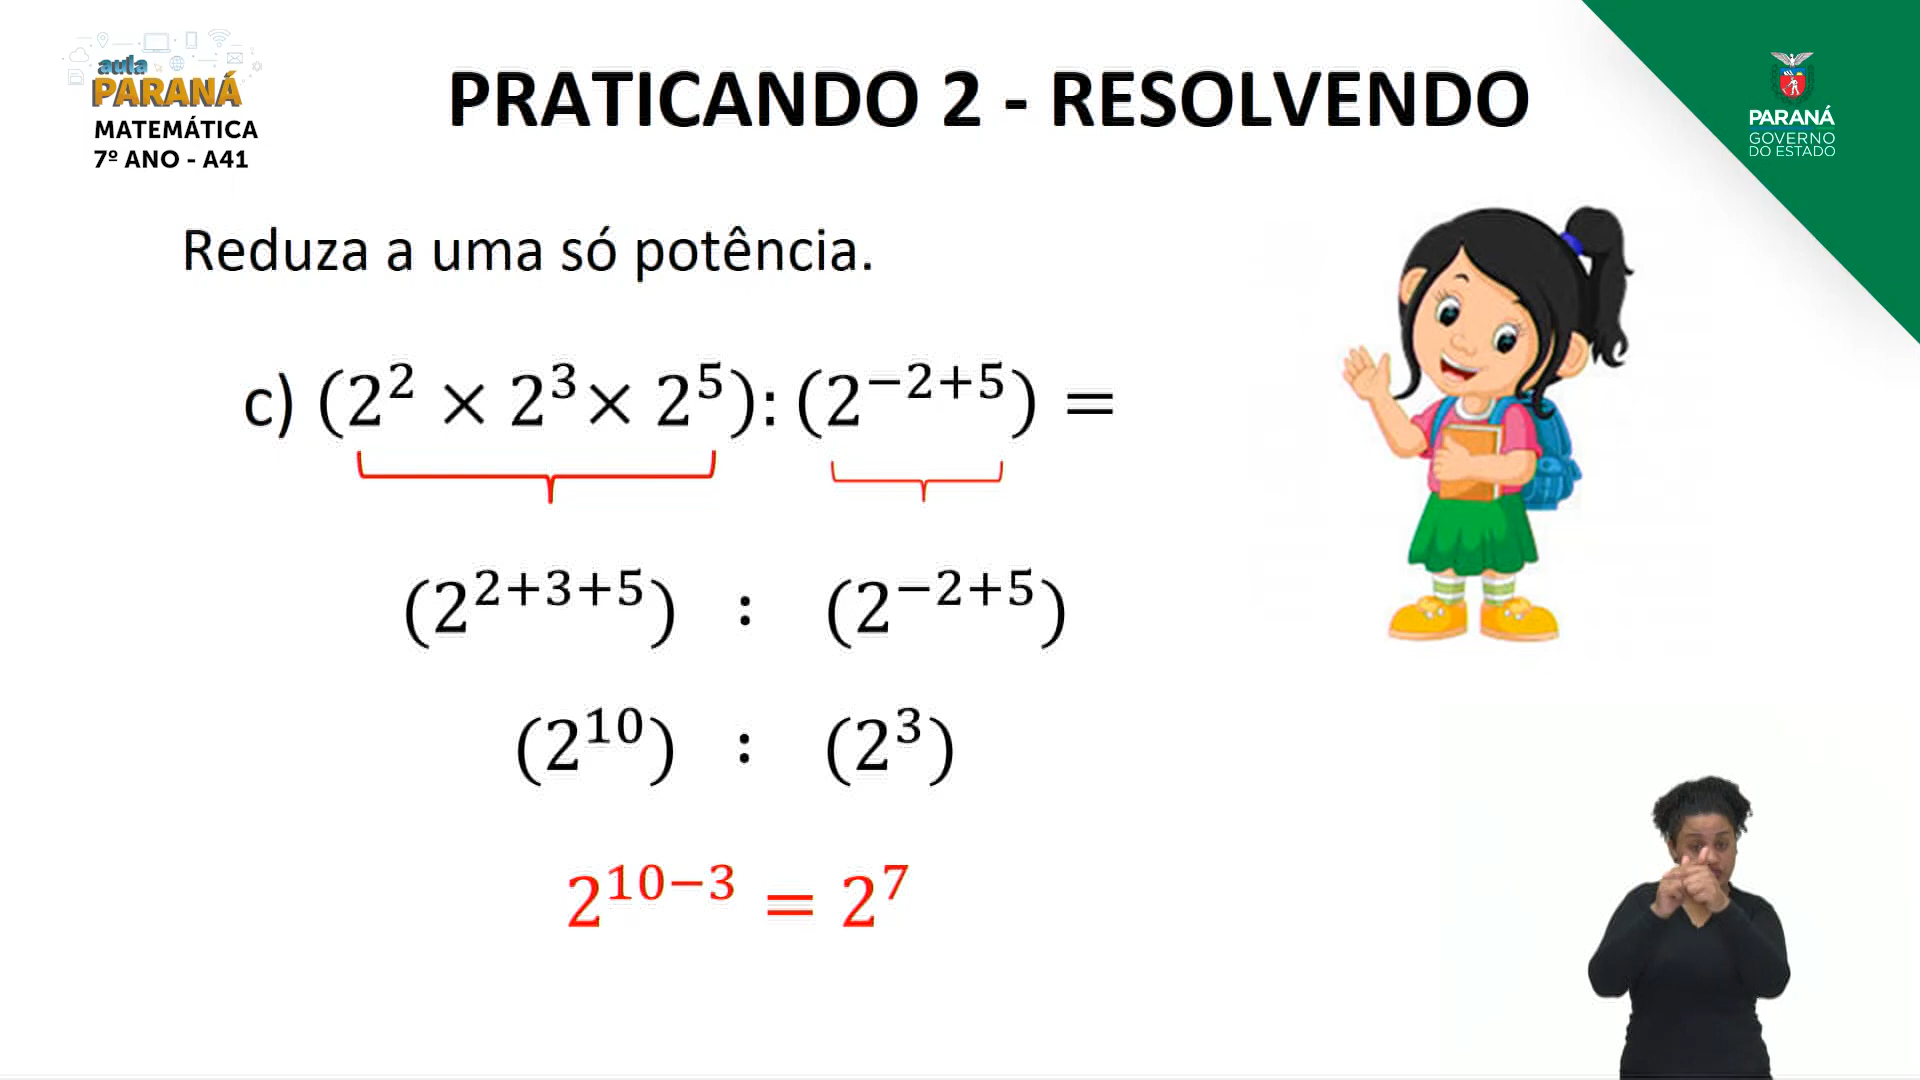 aula
PARANÁ
MATEMÁTICA
7º ANO - A41
PRATICANDO 2 - RESOLVENDO
PARANÁ
GOVERNO
DO ESTADO
Reduza a uma só potência.
c) (2² × 2³ × 2⁵) : (2⁻²⁺⁵) =
(2²⁺³⁺⁵) : (2⁻²⁺⁵)
(2¹⁰) : (2³)
2¹⁰⁻³ = 2⁷